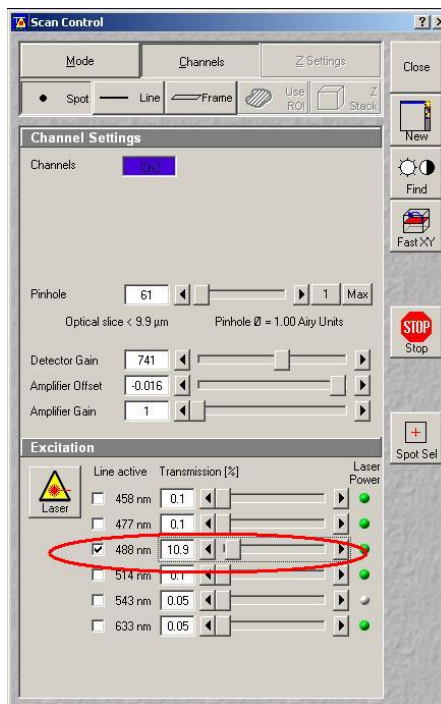 Scan Control
Mode
Channels
Z Settings
Close
Spot
Line
Frame
Use ROI
Z Stack
New
Find
Fast XY
Stop
STOP
Spot Sel
Channel Settings
Channels
Ch2
Pinhole
61
1
Max
Optical slice < 9.9 µm
Pinhole Ø = 1.00 Airy Units
Detector Gain
741
Amplifier Offset
-0.016
Amplifier Gain
1
Excitation
Line active
Transmission [%]
Laser Power
Laser
458 nm
0.1
477 nm
0.1
488 nm
10.9
514 nm
0.1
543 nm
0.05
633 nm
0.05